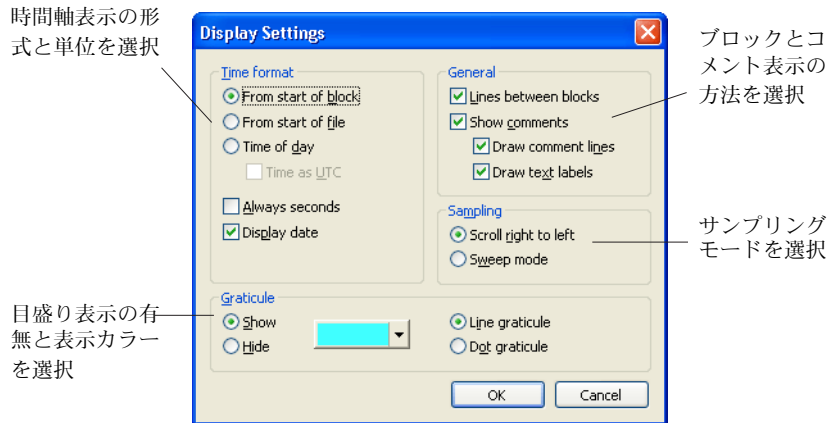 時間軸表示の形
式と単位を選択
Display Settings
ブロックとコ
メント表示の
方法を選択
Time format
From start of block
From start of file
Time of day
Time as UTC
Always seconds
Display date
General
Lines between blocks
Show comments
Draw comment lines
Draw text labels
Sampling
Scroll right to left
Sweep mode
サンプリング
モードを選択
目盛り表示の有
無と表示カラー
を選択
Graticule
Show
Hide
Line graticule
Dot graticule
OK
Cancel